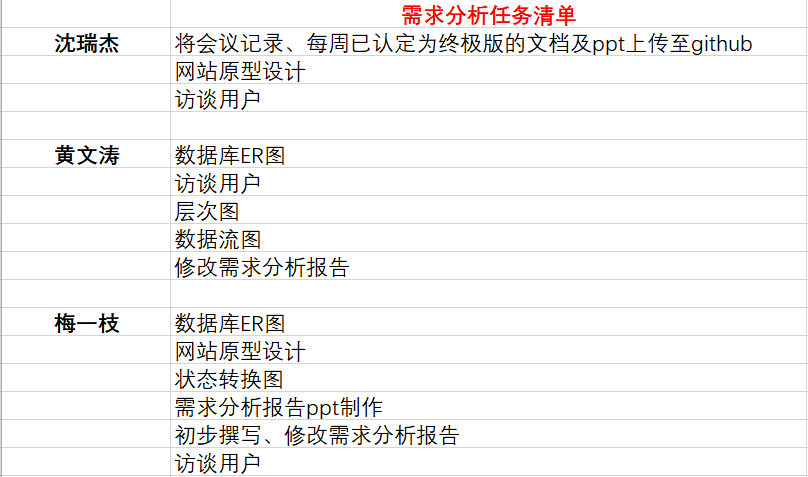 需求分析任务清单
沈瑞杰 将会议记录、每周已认定为终极版的文档及ppt上传至github
网站原型设计
访谈用户
黄文涛 数据库ER图
访谈用户
层次图
数据流图
修改需求分析报告
梅一枝 数据库ER图
网站原型设计
状态转换图
需求分析报告ppt制作
初步撰写、修改需求分析报告
访谈用户